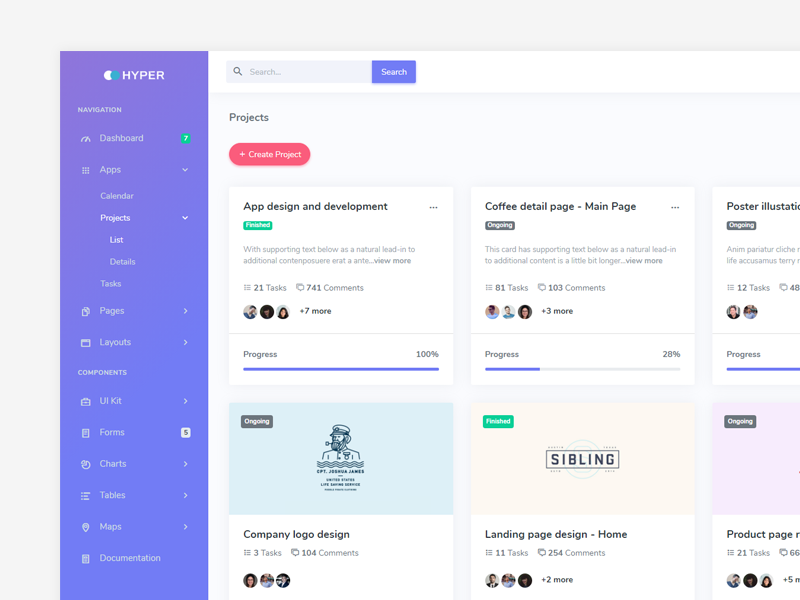 HYPER
Search...
Search
NAVIGATION
Dashboard 7
Apps
Calendar
Projects
List
Details
Tasks
Pages
Layouts
COMPONENTS
UI Kit
Forms 5
Charts
Tables
Maps
Documentation
Projects
+ Create Project
App design and development
Finished
With supporting text below as a natural lead-in to
additional contenposuere erat a ante...view more
21 Tasks 741 Comments
+7 more
Progress 100%
Coffee detail page - Main Page
Ongoing
This card has supporting text below as a natural lead-in
to additional content is a little bit longer...view more
81 Tasks 103 Comments
+3 more
Progress 28%
Poster illustatio
Ongoing
Anim pariatur cliche r
life accusamus terry r
12 Tasks 48
Progress
Ongoing
CPT. JOSHUA JAMES
UNITED STATES
LIFE SAVING SERVICE
Company logo design
3 Tasks 104 Comments
Finished
SIBLING
Landing page design - Home
11 Tasks 254 Comments
+2 more
Ongoing
Product page r
21 Tasks 66
+5 m